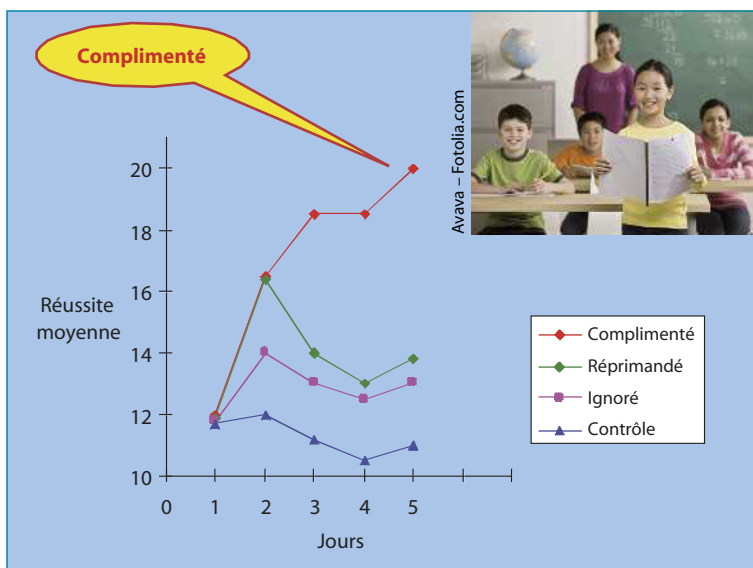 Complimenté
Avava – Fotolia.com
20
18
16
14
12
10
Réussite
moyenne
0 1 2 3 4 5
Jours
Complimenté
Réprimandé
Ignoré
Contrôle